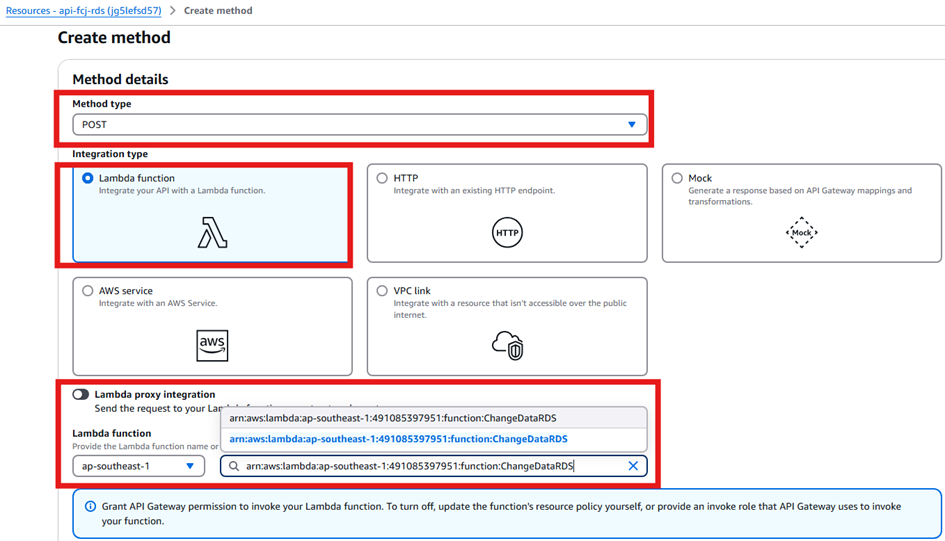 Resources - api-fcj-rds (jg5lefsd57) > Create method
Create method
Method details
Method type
POST
Integration type
Lambda function
Integrate your API with a Lambda function.
HTTP
Integrate with an existing HTTP endpoint.
HTTP
Mock
Generate a response based on API Gateway mappings and
transformations.
Mock
AWS service
Integrate with an AWS Service.
aws
VPC link
Integrate with a resource that isn't accessible over the public
internet.
Lambda proxy integration
Send the request to your
arn:aws:lambda:ap-southeast-1:491085397951:function:ChangeDataRDS
arn:aws:lambda:ap-southeast-1:491085397951:function:ChangeDataRDS
Lambda function
Provide the Lambda function name or
ap-southeast-1
arn:aws:lambda:ap-southeast-1:491085397951:function:ChangeDataRDS
Grant API Gateway permission to invoke your Lambda function. To turn off, update the function's resource policy yourself, or provide an invoke role that API Gateway uses to invoke
your function.